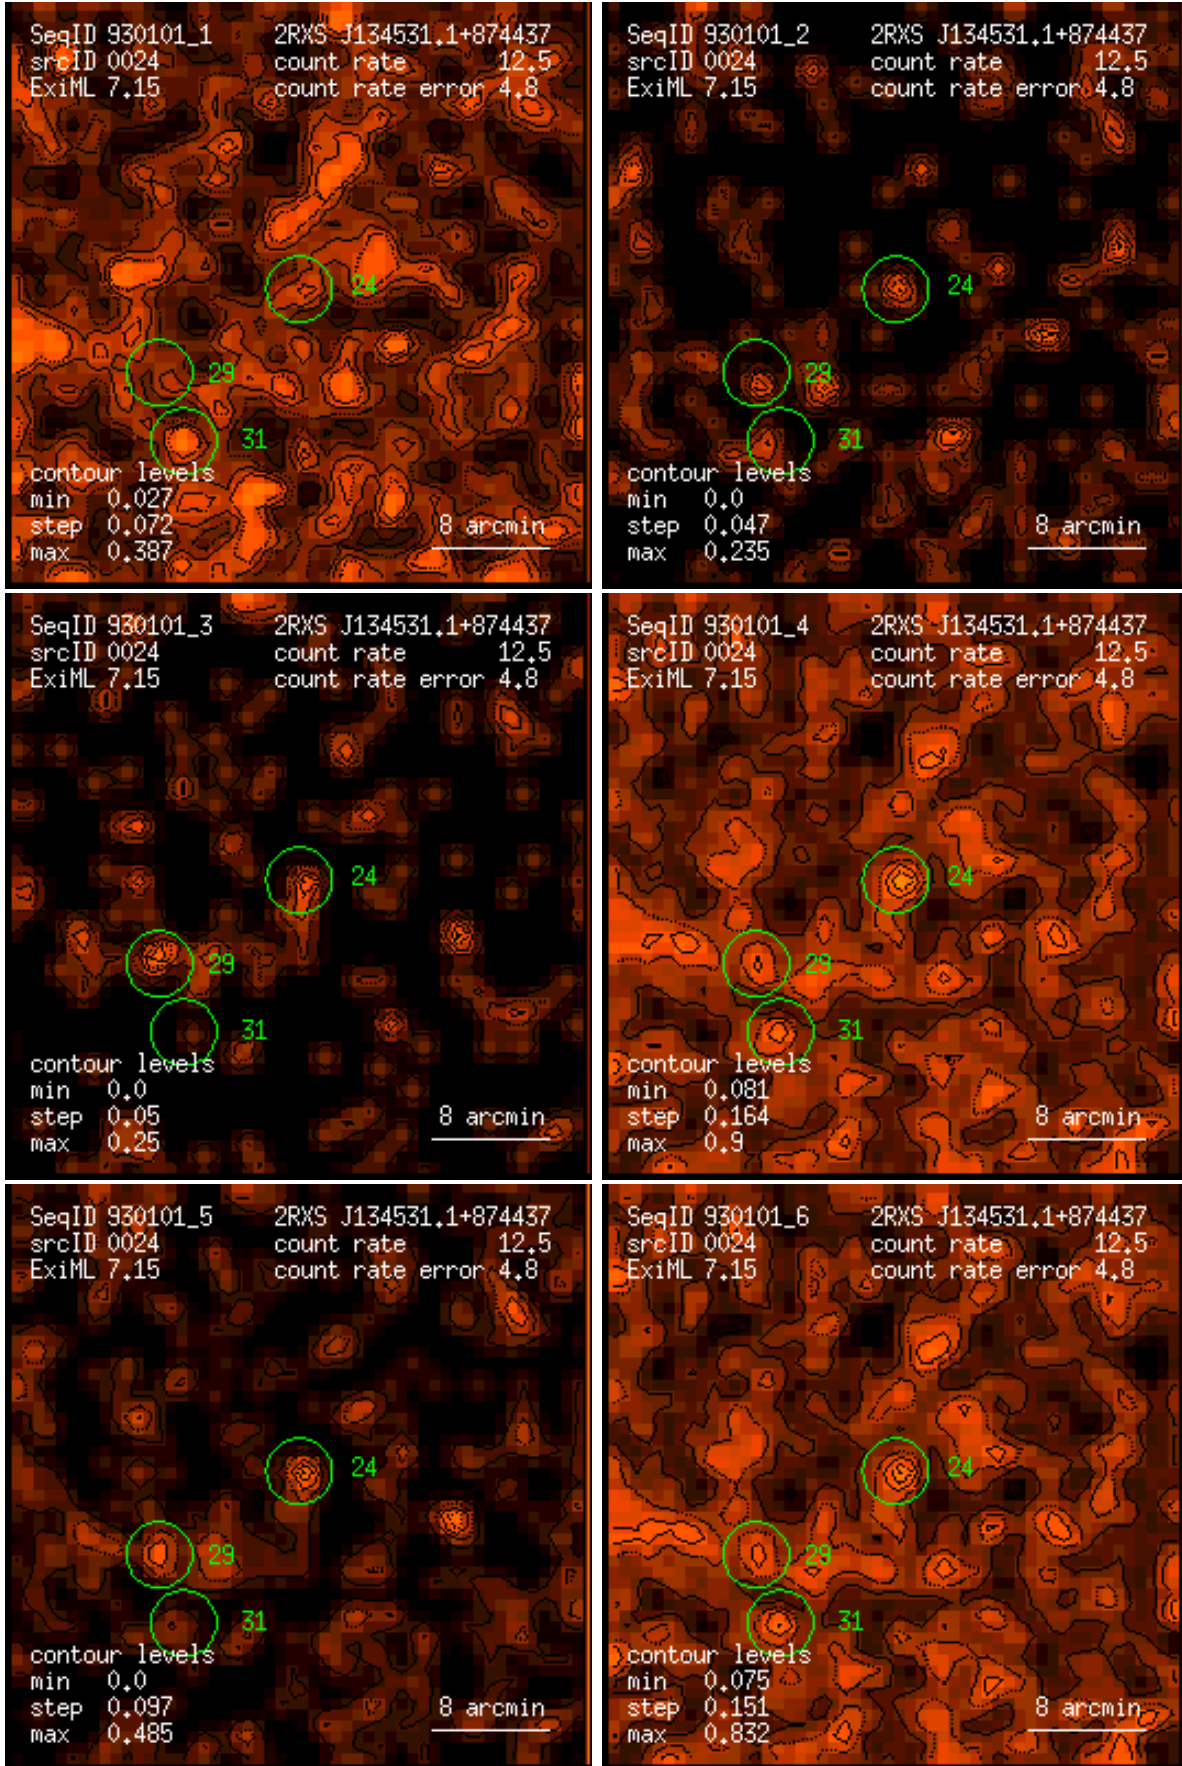 SeqID 930101_1 2RXS J134531.1+874437
srcID 0024 count rate 12.5
ExiML 7.15 count rate error 4.8
24
29
31
contour levels
min 0.027
step 0.072 8 arcmin
max 0.387
SeqID 930101_2 2RXS J134531.1+874437
srcID 0024 count rate 12.5
ExiML 7.15 count rate error 4.8
24
29
31
contour levels
min 0.0
step 0.047 8 arcmin
max 0.235
SeqID 930101_3 2RXS J134531.1+874437
srcID 0024 count rate 12.5
ExiML 7.15 count rate error 4.8
24
29
31
contour levels
min 0.0
step 0.05 8 arcmin
max 0.25
SeqID 930101_4 2RXS J134531.1+874437
srcID 0024 count rate 12.5
ExiML 7.15 count rate error 4.8
24
29
31
contour levels
min 0.081
step 0.164 8 arcmin
max 0.9
SeqID 930101_5 2RXS J134531.1+874437
srcID 0024 count rate 12.5
ExiML 7.15 count rate error 4.8
24
29
31
contour levels
min 0.0
step 0.097 8 arcmin
max 0.485
SeqID 930101_6 2RXS J134531.1+874437
srcID 0024 count rate 12.5
ExiML 7.15 count rate error 4.8
24
29
31
contour levels
min 0.075
step 0.151 8 arcmin
max 0.832